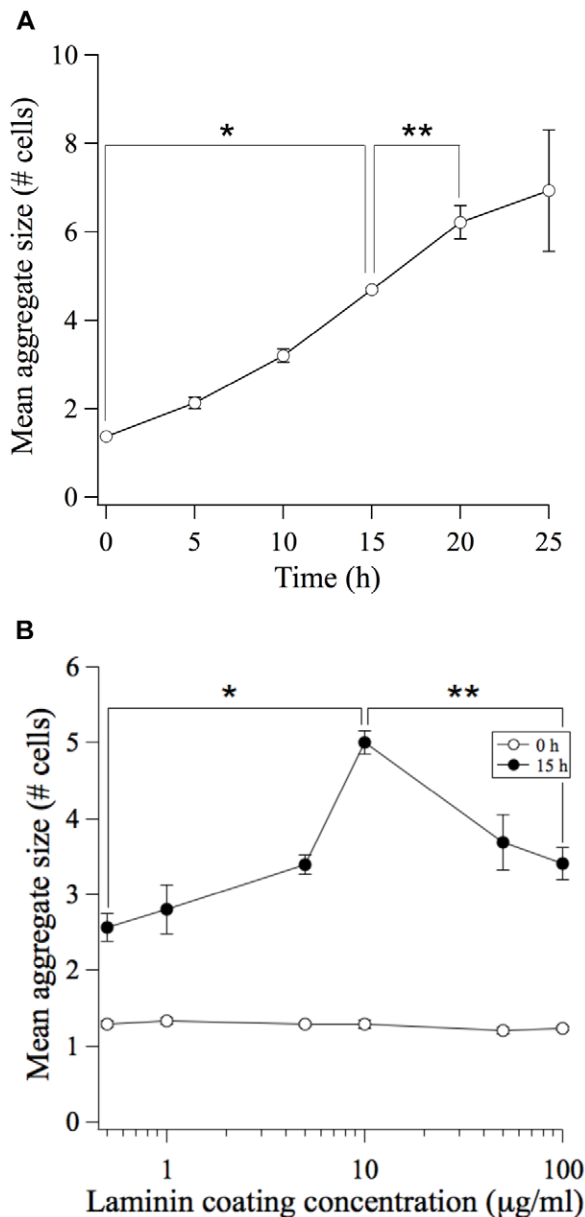 A
10
8
6
4
2
0
Mean aggregate size (# cells)
*
**
0 5 10 15 20 25
Time (h)
B
6
5
4
3
2
1
0
Mean aggregate size (# cells)
*
**
0 h
15 h
1 10 100
Laminin coating concentration (µg/ml)